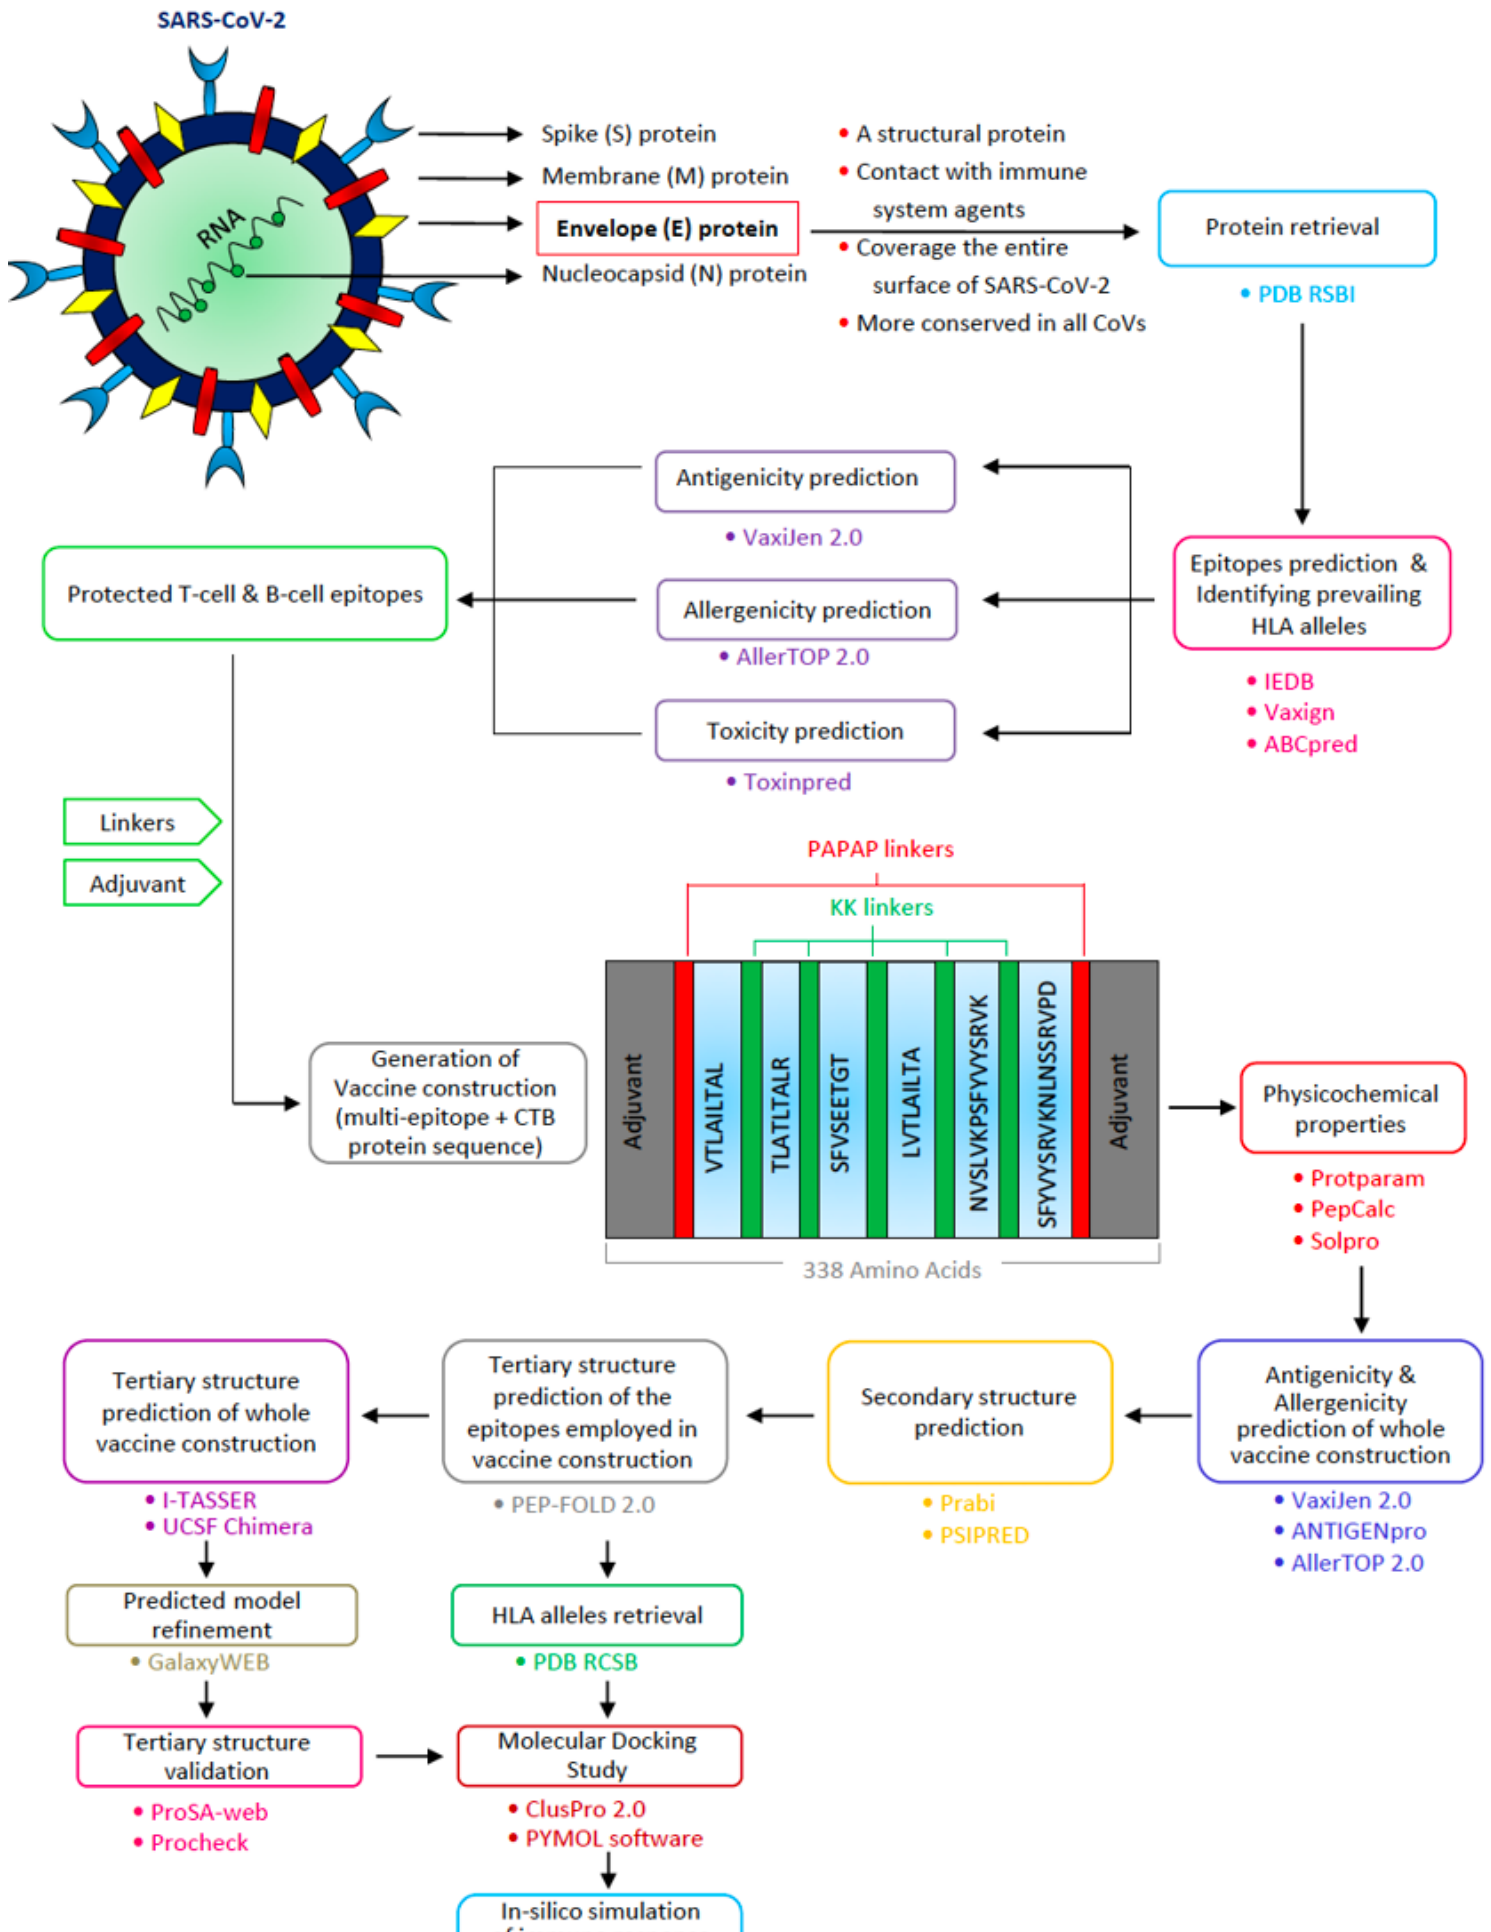 SARS-CoV-2
RNA
Spike (S) protein
Membrane (M) protein
Envelope (E) protein
Nucleocapsid (N) protein
• A structural protein
• Contact with immune
system agents
• Coverage the entire
surface of SARS-CoV-2
• More conserved in all CoVs
Protein retrieval
• PDB RSBI
Epitopes prediction &
Identifying prevailing
HLA alleles
• IEDB
• Vaxign
• ABCpred
Antigenicity prediction
• VaxiJen 2.0
Allergenicity prediction
• AllerTOP 2.0
Toxicity prediction
• Toxinpred
Protected T-cell & B-cell epitopes
Linkers
Adjuvant
Generation of
Vaccine construction
(multi-epitope + CTB
protein sequence)
PAPAP linkers
KK linkers
Adjuvant
VTLAILTAL
TLATLTALR
SFVSEETGT
LVTLAILTA
NVSLVKPSFYVYSRVK
SFYVYSRVKNLNSSRVPD
Adjuvant
338 Amino Acids
Physicochemical
properties
• Protparam
• PepCalc
• Solpro
Antigenicity &
Allergenicity
prediction of whole
vaccine construction
• VaxiJen 2.0
• ANTIGENpro
• AllerTOP 2.0
Secondary structure
prediction
• Prabi
• PSIPRED
Tertiary structure
prediction of the
epitopes employed in
vaccine construction
• PEP-FOLD 2.0
Tertiary structure
prediction of whole
vaccine construction
• I-TASSER
• UCSF Chimera
Predicted model
refinement
• GalaxyWEB
Tertiary structure
validation
• ProSA-web
• Procheck
HLA alleles retrieval
• PDB RCSB
Molecular Docking
Study
• ClusPro 2.0
• PYMOL software
In-silico simulation